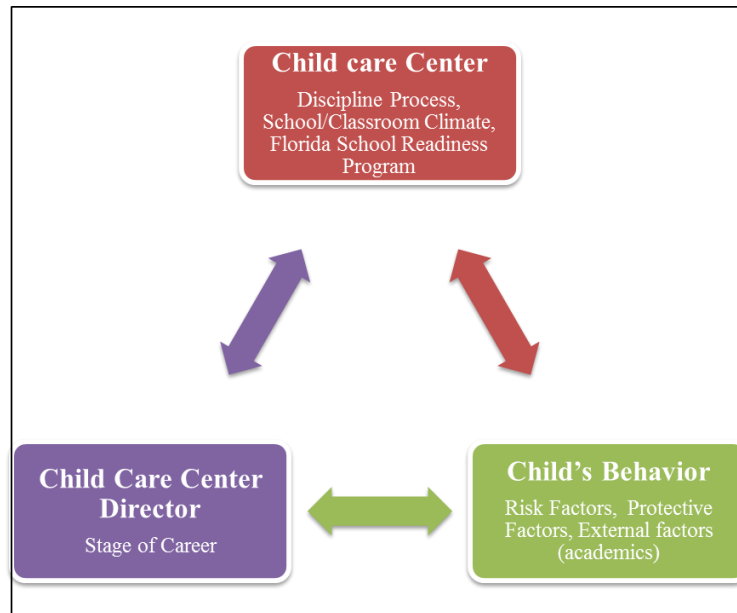 Child care Center
Discipline Process,
School/Classroom Climate,
Florida School Readiness
Program
Child Care Center
Director
Stage of Career
Child’s Behavior
Risk Factors,  Protective
Factors, External factors
(academics)